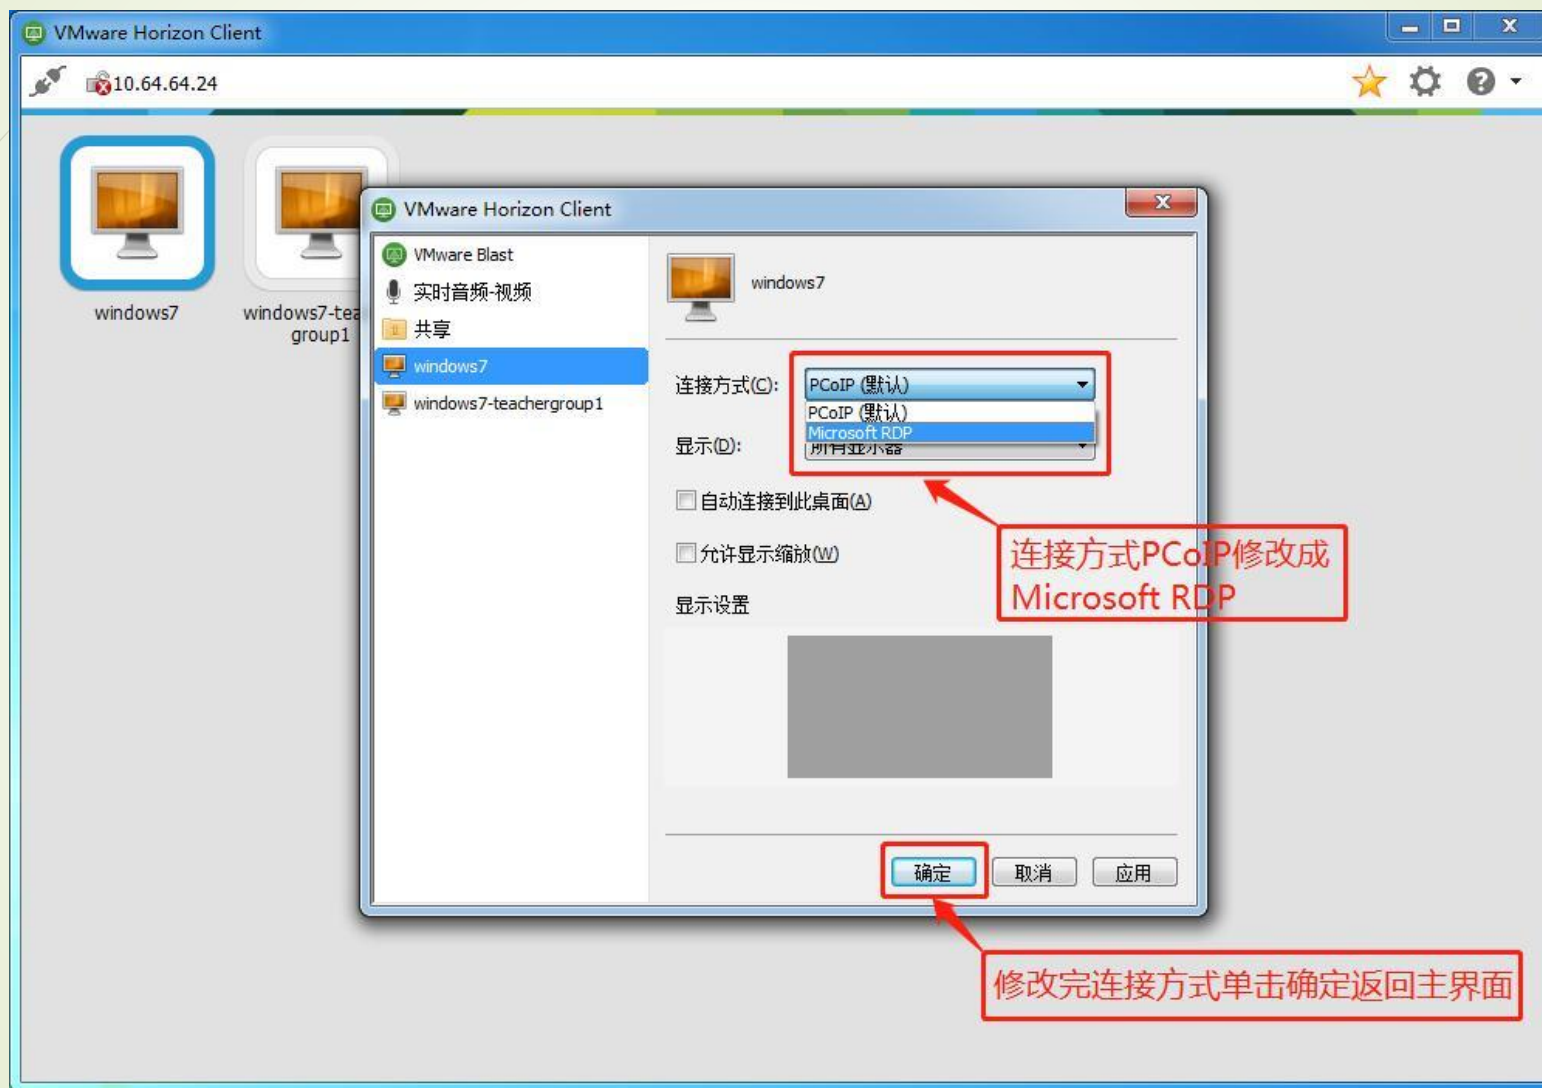 VMware Horizon Client
10.64.64.24
windows7
windows7-tea
group1
VMware Horizon Client
VMware Blast
实时音频-视频
共享
windows7
windows7-teachergroup1
windows7
连接方式(C):
PCoIP (默认)
PCoIP (默认)
Microsoft RDP
显示(D):
所有显示器
自动连接到此桌面(A)
允许显示缩放(W)
显示设置
连接方式PCoIP修改成
Microsoft RDP
确定
取消
应用
修改完连接方式单击确定返回主界面